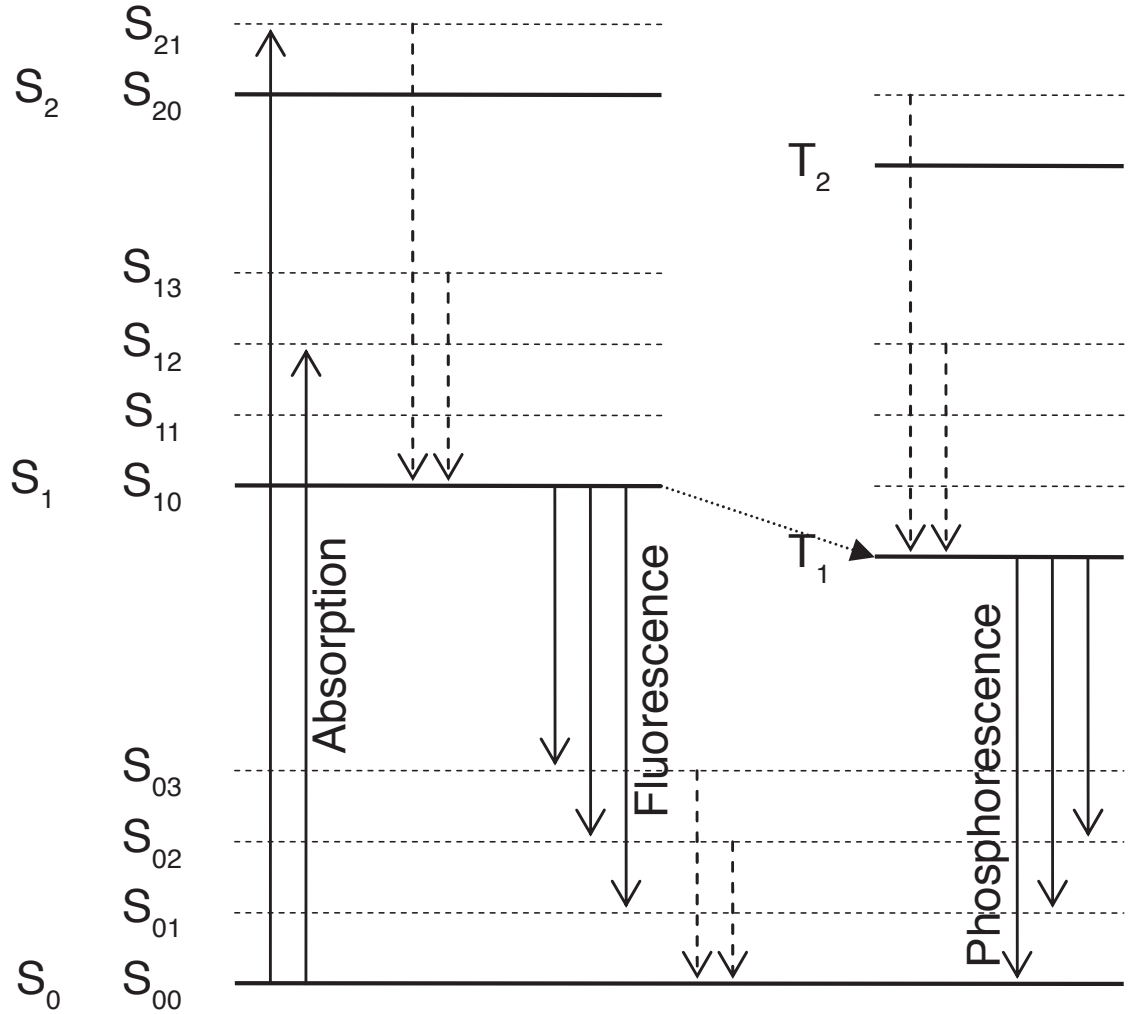 S21
S2 S20
T2
S13
S12
S11
S1 S10
T1
Absorption
Fluorescence
Phosphorescence
S03
S02
S01
S0 S00